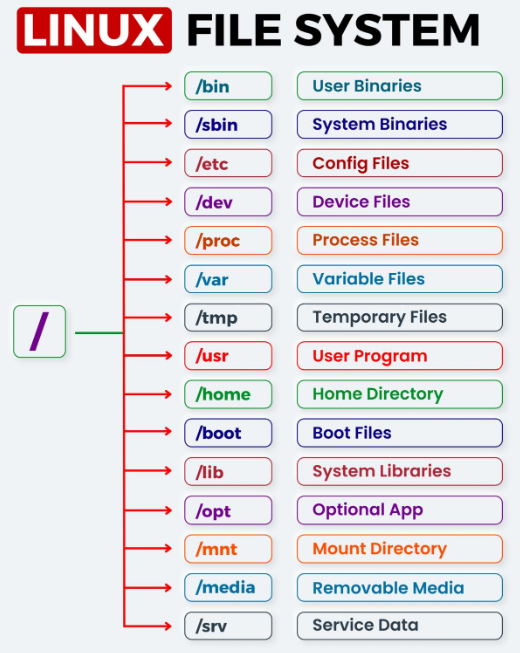 LINUX FILE SYSTEM
/bin User Binaries
/sbin System Binaries
/etc Config Files
/dev Device Files
/proc Process Files
/var Variable Files
/tmp Temporary Files
/
/usr User Program
/home Home Directory
/boot Boot Files
/lib System Libraries
/opt Optional App
/mnt Mount Directory
/media Removable Media
/srv Service Data